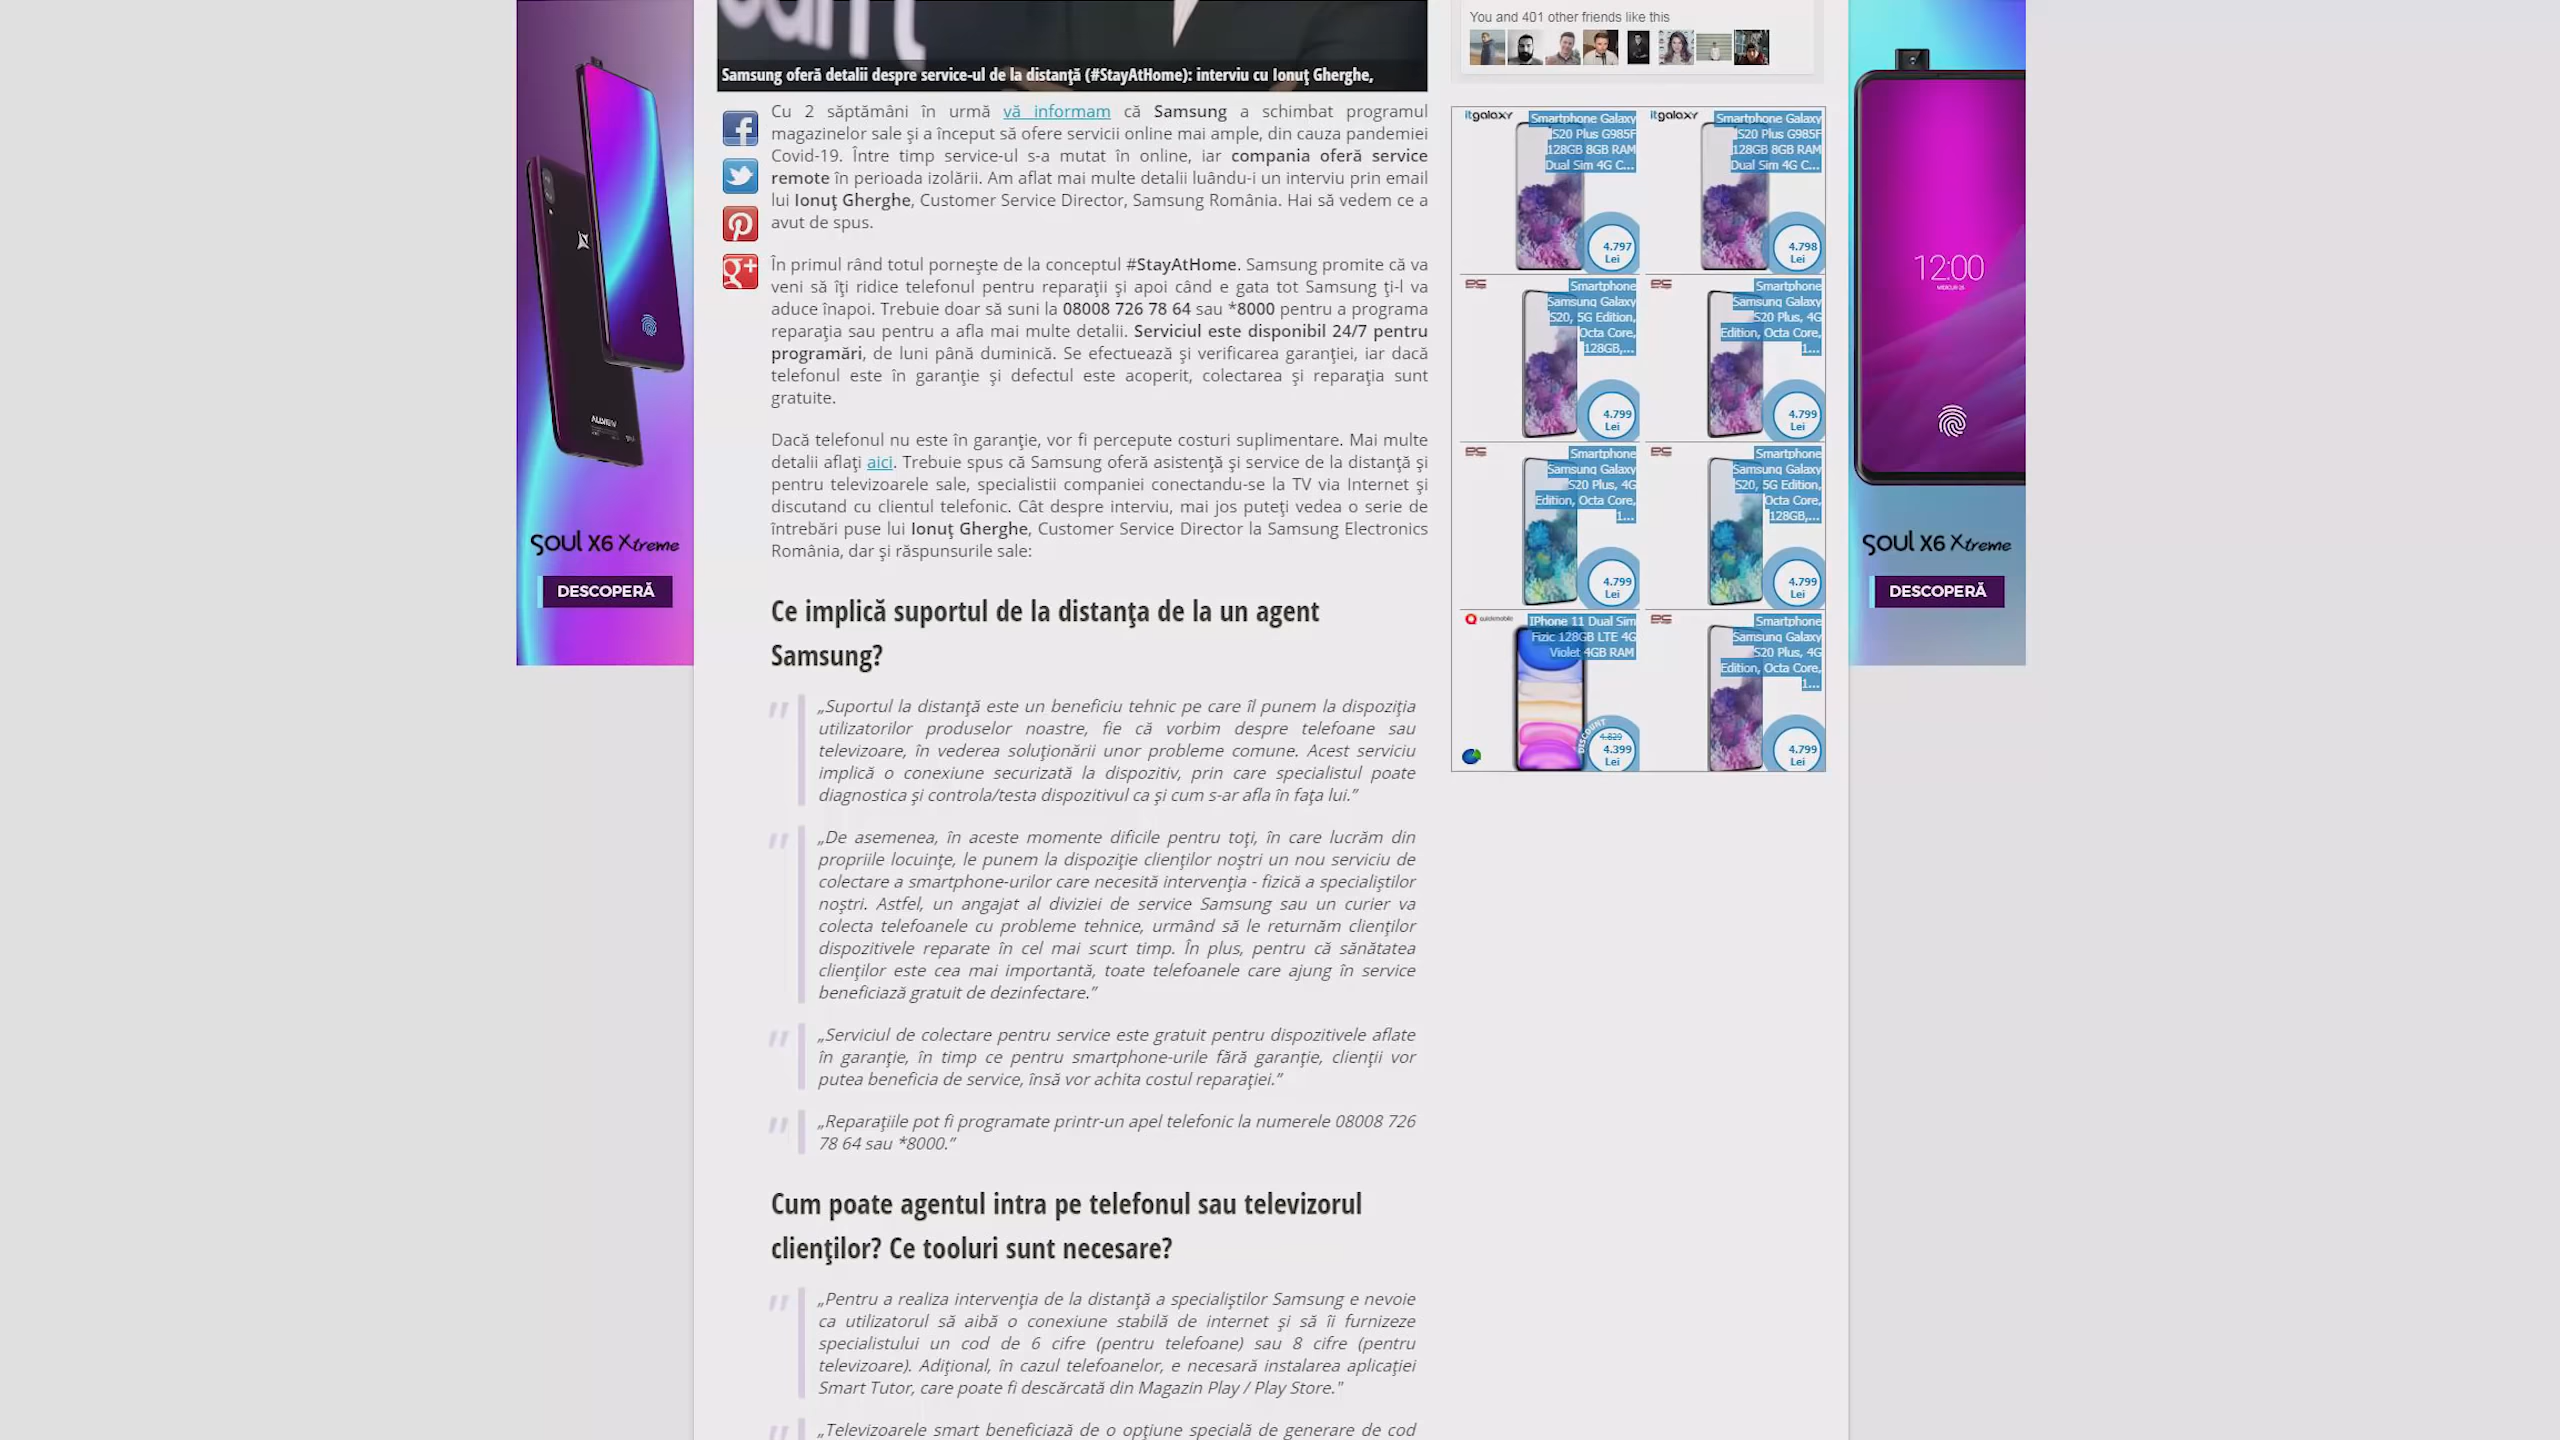 You and 401 other friends like this
Samsung oferă detalii despre service-ul de la distanţă (#StayAtHome): interviu cu Ionuţ Gherghe,
Cu 2 săptămâni în urmă vă informam că Samsung a schimbat programul
magazinelor sale şi a început să ofere servicii online mai ample, din cauza pandemiei
Covid-19. Între timp service-ul s-a mutat în online, iar compania oferă service
remote în perioada izolării. Am aflat mai multe detalii luându-i un interviu prin email
lui Ionuţ Gherghe, Customer Service Director, Samsung România. Hai să vedem ce a
avut de spus.
În primul rând totul porneşte de la conceptul #StayAtHome. Samsung promite că va
veni să îţi ridice telefonul pentru reparaţii şi apoi când e gata tot Samsung ţi-l va
aduce înapoi. Trebuie doar să suni la 08008 726 78 64 sau *8000 pentru a programa
reparaţia sau pentru a afla mai multe detalii. Serviciul este disponibil 24/7 pentru
programări, de luni până duminică. Se efectuează şi verificarea garanţiei, iar dacă
telefonul este în garanţie şi defectul este acoperit, colectarea şi reparaţia sunt
gratuite.
Dacă telefonul nu este în garanţie, vor fi percepute costuri suplimentare. Mai multe
detalii aflaţi aici. Trebuie spus că Samsung oferă asistenţă şi service de la distanţă şi
pentru televizoarele sale, specialistii companiei conectandu-se la TV via Internet şi
discutand cu clientul telefonic. Cât despre interviu, mai jos puteţi vedea o serie de
întrebări puse lui Ionuţ Gherghe, Customer Service Director la Samsung Electronics
România, dar şi răspunsurile sale:
Ce implică suportul de la distanţa de la un agent
Samsung?
„Suportul la distanţă este un beneficiu tehnic pe care îl punem la dispoziţia
utilizatorilor produselor noastre, fie că vorbim despre telefoane sau
televizoare, în vederea soluţionării unor probleme comune. Acest serviciu
implică o conexiune securizată la dispozitiv, prin care specialistul poate
diagnostica şi controla/testa dispozitivul ca şi cum s-ar afla în faţa lui.”
„De asemenea, în aceste momente dificile pentru toţi, în care lucrăm din
propriile locuinţe, le punem la dispoziţie clienţilor noştri un nou serviciu de
colectare a smartphone-urilor care necesită intervenţia - fizică a specialiştilor
noştri. Astfel, un angajat al diviziei de service Samsung sau un curier va
colecta telefoanele cu probleme tehnice, urmând să le returnăm clienţilor
dispozitivele reparate în cel mai scurt timp. În plus, pentru că sănătatea
clienţilor este cea mai importantă, toate telefoanele care ajung în service
beneficiază gratuit de dezinfectare.”
„Serviciul de colectare pentru service este gratuit pentru dispozitivele aflate
în garanţie, în timp ce pentru smartphone-urile fără garanţie, clienţii vor
putea beneficia de service, însă vor achita costul reparaţiei.”
„Reparaţiile pot fi programate printr-un apel telefonic la numerele 08008 726
78 64 sau *8000.”
Cum poate agentul intra pe telefonul sau televizorul
clienţilor? Ce tooluri sunt necesare?
„Pentru a realiza intervenţia de la distanţă a specialiştilor Samsung e nevoie
ca utilizatorul să aibă o conexiune stabilă de internet şi să îi furnizeze
specialistului un cod de 6 cifre (pentru telefoane) sau 8 cifre (pentru
televizoare). Adiţional, în cazul telefoanelor, e necesară instalarea aplicaţiei
Smart Tutor, care poate fi descărcată din Magazin Play / Play Store."
„Televizoarele smart beneficiază de o opţiune specială de generare de cod
ALLVIEW
Soul X6 Xtreme
DESCOPERĂ
itgalaxy
Smartphone Galaxy
S20 Plus G985F
128GB 8GB RAM
Dual Sim 4G C...
4.797
Lei
itgalaxy
Smartphone Galaxy
S20 Plus G985F
128GB 8GB RAM
Dual Sim 4G C...
4.798
Lei
Smartphone
Samsung Galaxy
S20, 5G Edition,
Octa Core,
128GB,...
4.799
Lei
Smartphone
Samsung Galaxy
S20 Plus, 4G
Edition, Octa Core,
1...
4.799
Lei
Smartphone
Samsung Galaxy
S20 Plus, 4G
Edition, Octa Core,
1...
4.799
Lei
Smartphone
Samsung Galaxy
S20, 5G Edition,
Octa Core,
128GB,...
4.799
Lei
quickmobile
IPhone 11 Dual Sim
Fizic 128GB LTE 4G
Violet 4GB RAM
DISCOUNT
4.829
4.399
Lei
Smartphone
Samsung Galaxy
S20 Plus, 4G
Edition, Octa Core,
1...
4.799
Lei
12:00
MIERCURI 25
Soul X6 Xtreme
DESCOPERĂ